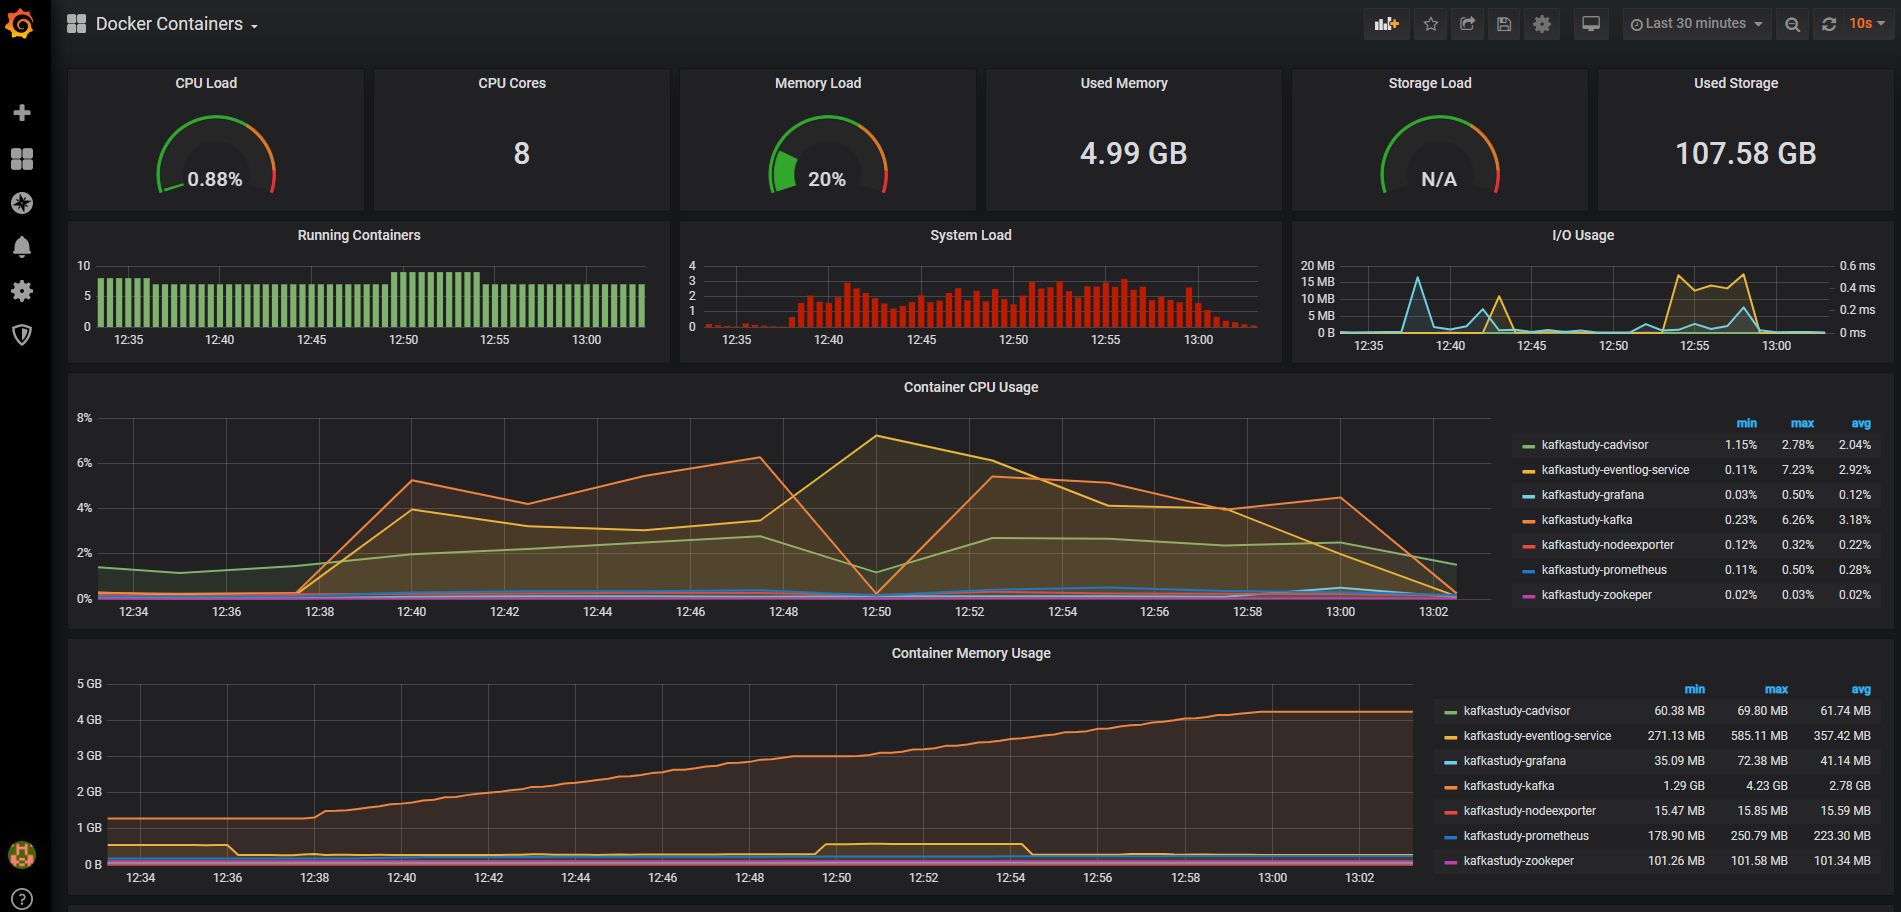 Docker Containers
Last 30 minutes
10s
CPU Load
CPU Cores
Memory Load
Used Memory
Storage Load
Used Storage
0.88%
8
20%
4.99 GB
N/A
107.58 GB
Running Containers
10
5
0
12:35 12:40 12:45 12:50 12:55 13:00
System Load
4
3
2
1
0
12:35 12:40 12:45 12:50 12:55 13:00
I/O Usage
20 MB 0.6 ms
15 MB 0.4 ms
10 MB 0.2 ms
5 MB 0 ms
0 B
12:35 12:40 12:45 12:50 12:55 13:00
Container CPU Usage
8%
6%
4%
2%
0%
12:34 12:36 12:38 12:40 12:42 12:44 12:46 12:48 12:50 12:52 12:54 12:56 12:58 13:00 13:02
min max avg
kafkastudy-cadvisor 1.15% 2.78% 2.04%
kafkastudy-eventlog-service 0.11% 7.23% 2.92%
kafkastudy-grafana 0.03% 0.50% 0.12%
kafkastudy-kafka 0.23% 6.26% 3.18%
kafkastudy-nodeexporter 0.12% 0.32% 0.22%
kafkastudy-prometheus 0.11% 0.50% 0.28%
kafkastudy-zookeper 0.02% 0.03% 0.02%
Container Memory Usage
5 GB
4 GB
3 GB
2 GB
1 GB
0 B
12:34 12:36 12:38 12:40 12:42 12:44 12:46 12:48 12:50 12:52 12:54 12:56 12:58 13:00 13:02
min max avg
kafkastudy-cadvisor 60.38 MB 69.80 MB 61.74 MB
kafkastudy-eventlog-service 271.13 MB 585.11 MB 357.42 MB
kafkastudy-grafana 35.09 MB 72.38 MB 41.14 MB
kafkastudy-kafka 1.29 GB 4.23 GB 2.78 GB
kafkastudy-nodeexporter 15.47 MB 15.85 MB 15.59 MB
kafkastudy-prometheus 178.90 MB 250.79 MB 223.30 MB
kafkastudy-zookeper 101.26 MB 101.58 MB 101.34 MB